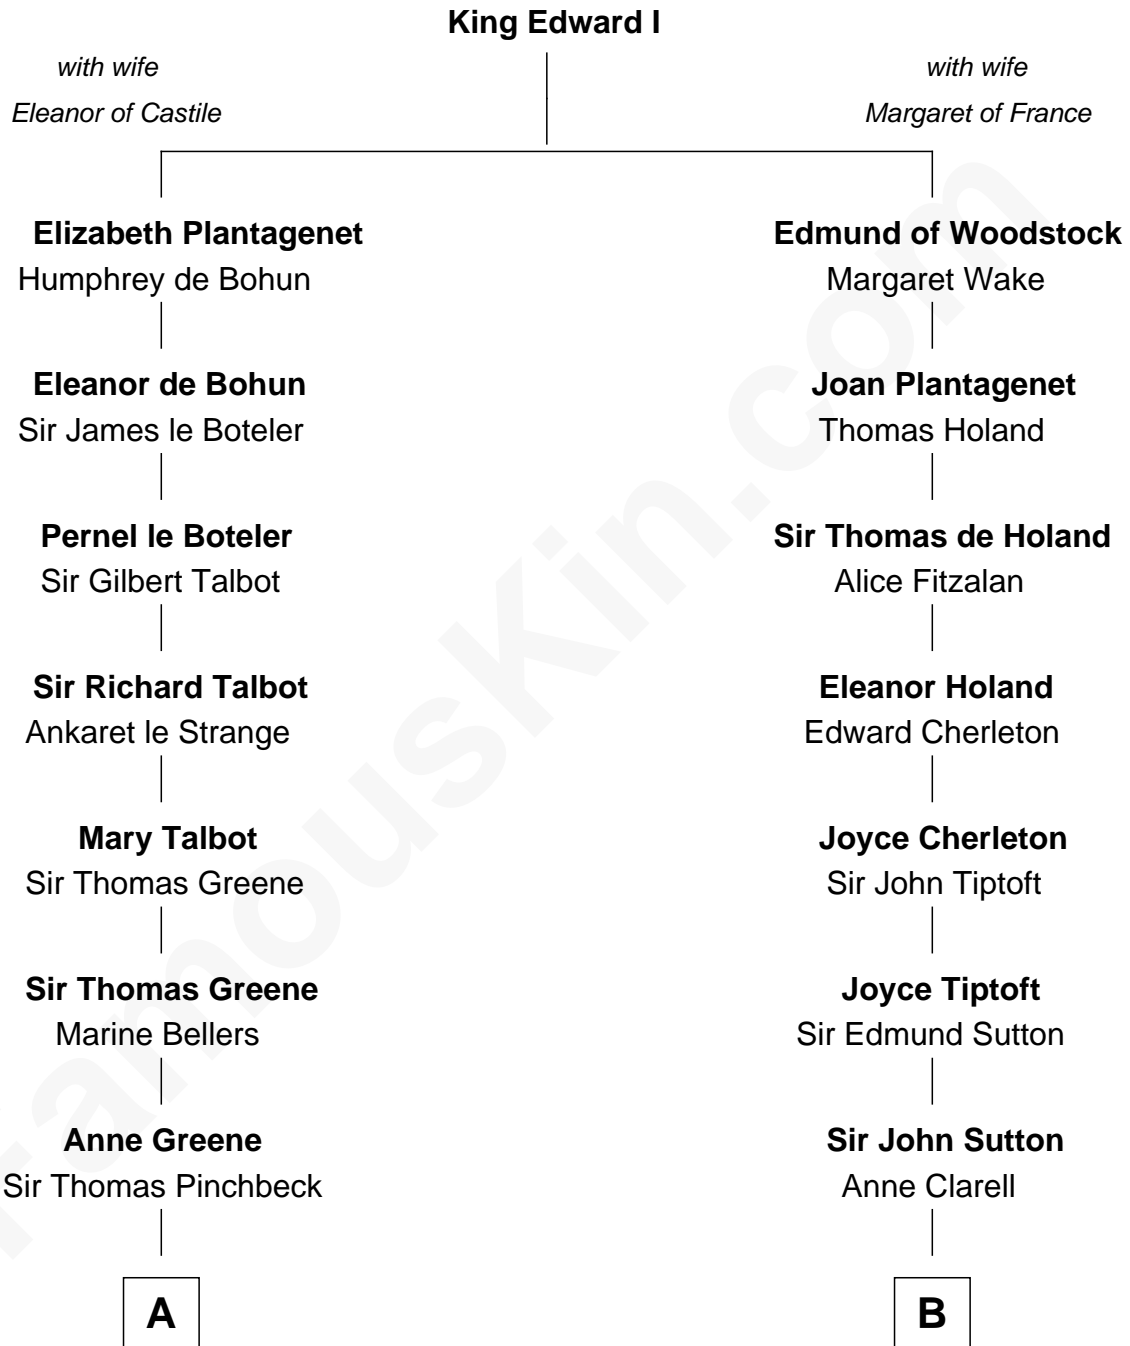 King Edward I
with wife
Eleanor of Castile
with wife
Margaret of France
Elizabeth Plantagenet
Humphrey de Bohun
Edmund of Woodstock
Margaret Wake
Eleanor de Bohun
Sir James le Boteler
Joan Plantagenet
Thomas Holand
Pernel le Boteler
Sir Gilbert Talbot
Sir Thomas de Holand
Alice Fitzalan
Sir Richard Talbot
Ankaret le Strange
Eleanor Holand
Edward Cherleton
Mary Talbot
Sir Thomas Greene
Joyce Cherleton
Sir John Tiptoft
Sir Thomas Greene
Marine Bellers
Joyce Tiptoft
Sir Edmund Sutton
Anne Greene
Sir Thomas Pinchbeck
Sir John Sutton
Anne Clarell
A
B
FamousKin.com